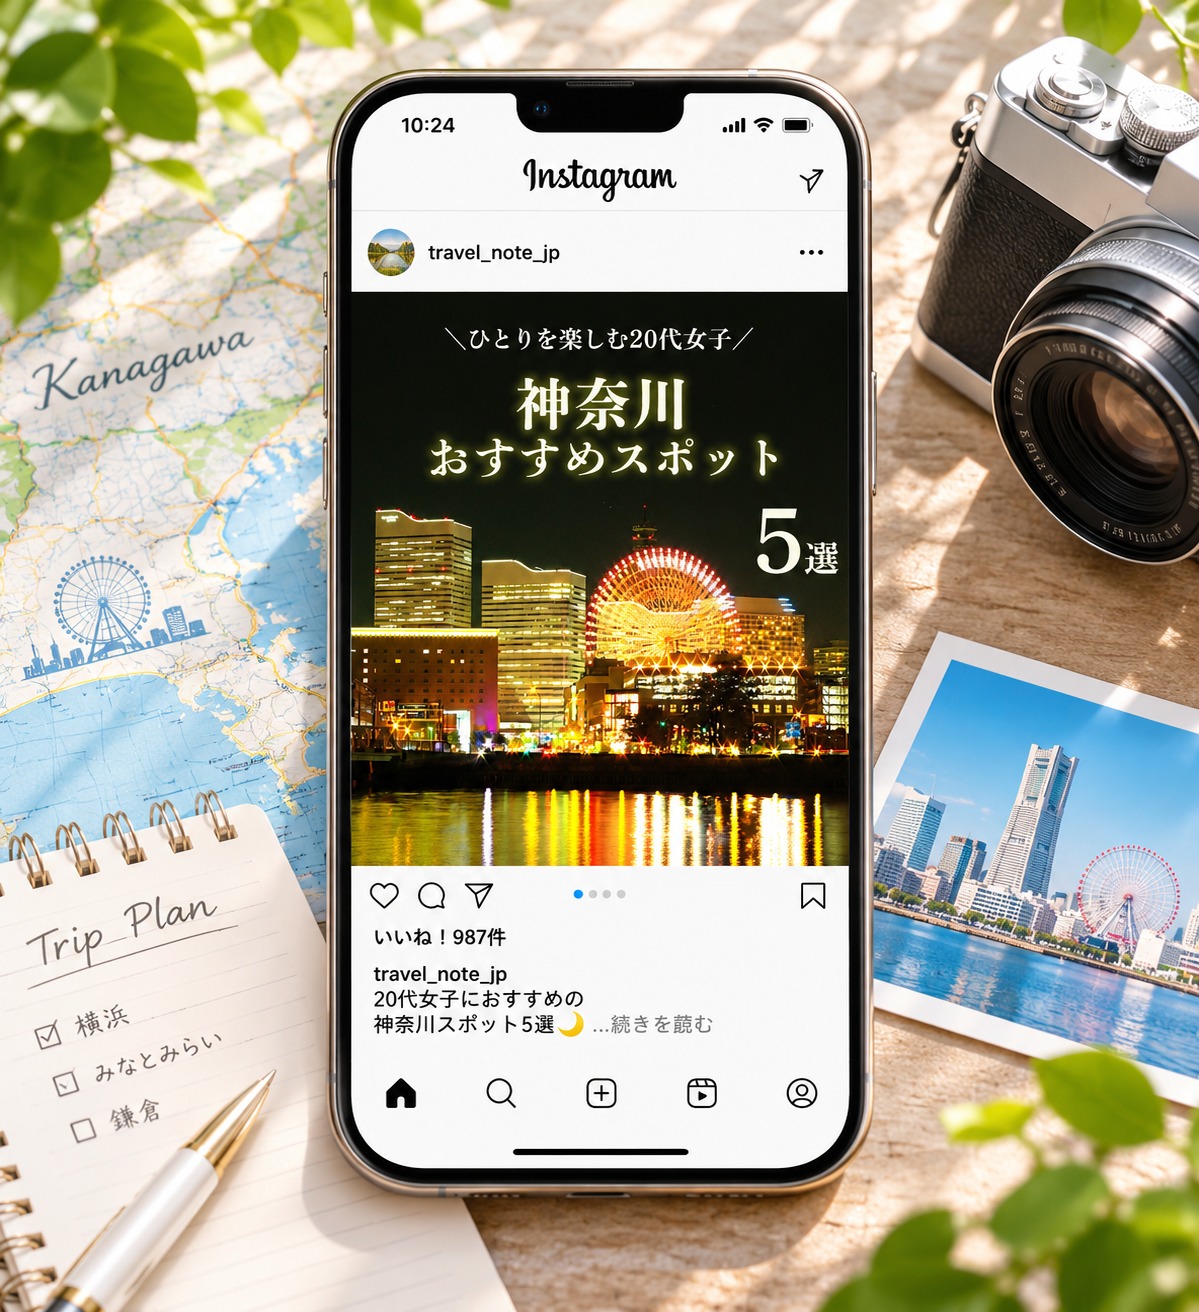 10:24
Instagram
travel_note_jp
＼ひとりを楽しむ20代女子／
神奈川
おすすめスポット
5選
いいね！987件
travel_note_jp
20代女子におすすめの
神奈川スポット5選🌙 ...続きを読む
Kanagawa
Trip Plan
横浜
みなとみらい
鎌倉